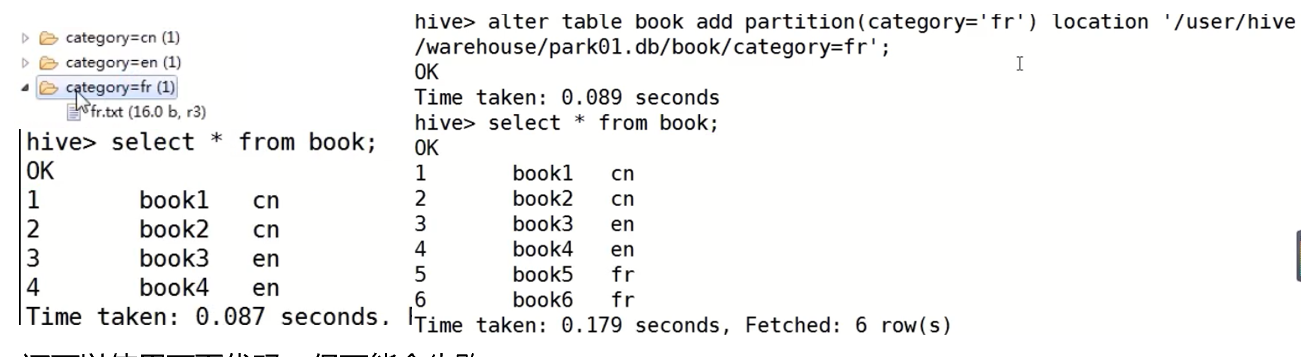 category=cn (1)
category=en (1)
category=fr (1)
fr.txt (16.0 b, r3)
hive> select * from book;
OK
1 book1 cn
2 book2 cn
3 book3 en
4 book4 en
Time taken: 0.087 seconds.
hive> alter table book add partition(category='fr') location '/user/hive
/warehouse/park01.db/book/category=fr';
OK
Time taken: 0.089 seconds
hive> select * from book;
OK
1 book1 cn
2 book2 cn
3 book3 en
4 book4 en
5 book5 fr
6 book6 fr
Time taken: 0.179 seconds, Fetched: 6 row(s)